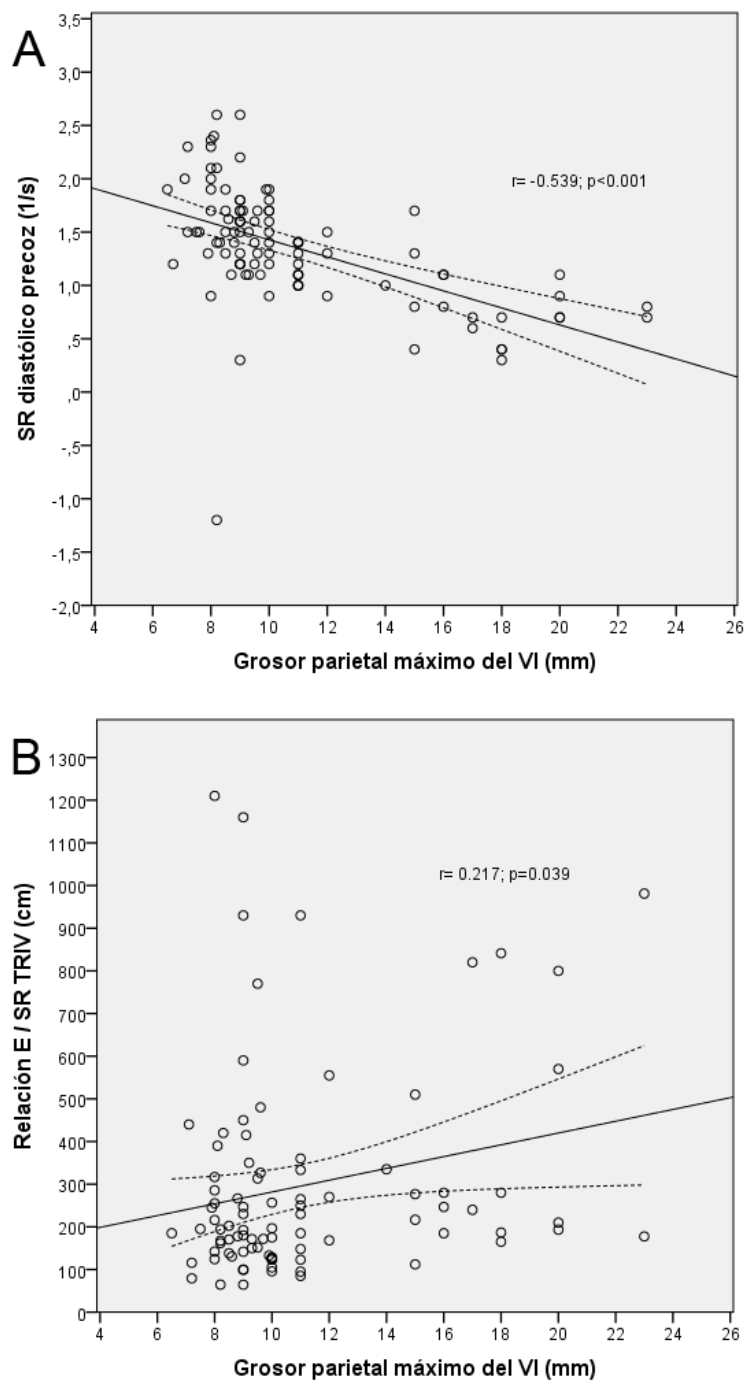 A
SR diastólico precoz (1/s)
3,5
3,0
2,5
2,0
1,5
1,0
,5
,0
-,5
-1,0
-1,5
-2,0
r= -0.539; p<0.001
4 6 8 10 12 14 16 18 20 22 24 26
Grosor parietal máximo del VI (mm)
B
Relación E / SR TRIV (cm)
1300
1200
1100
1000
900
800
700
600
500
400
300
200
100
0
r= 0.217; p=0.039
4 6 8 10 12 14 16 18 20 22 24 26
Grosor parietal máximo del VI (mm)